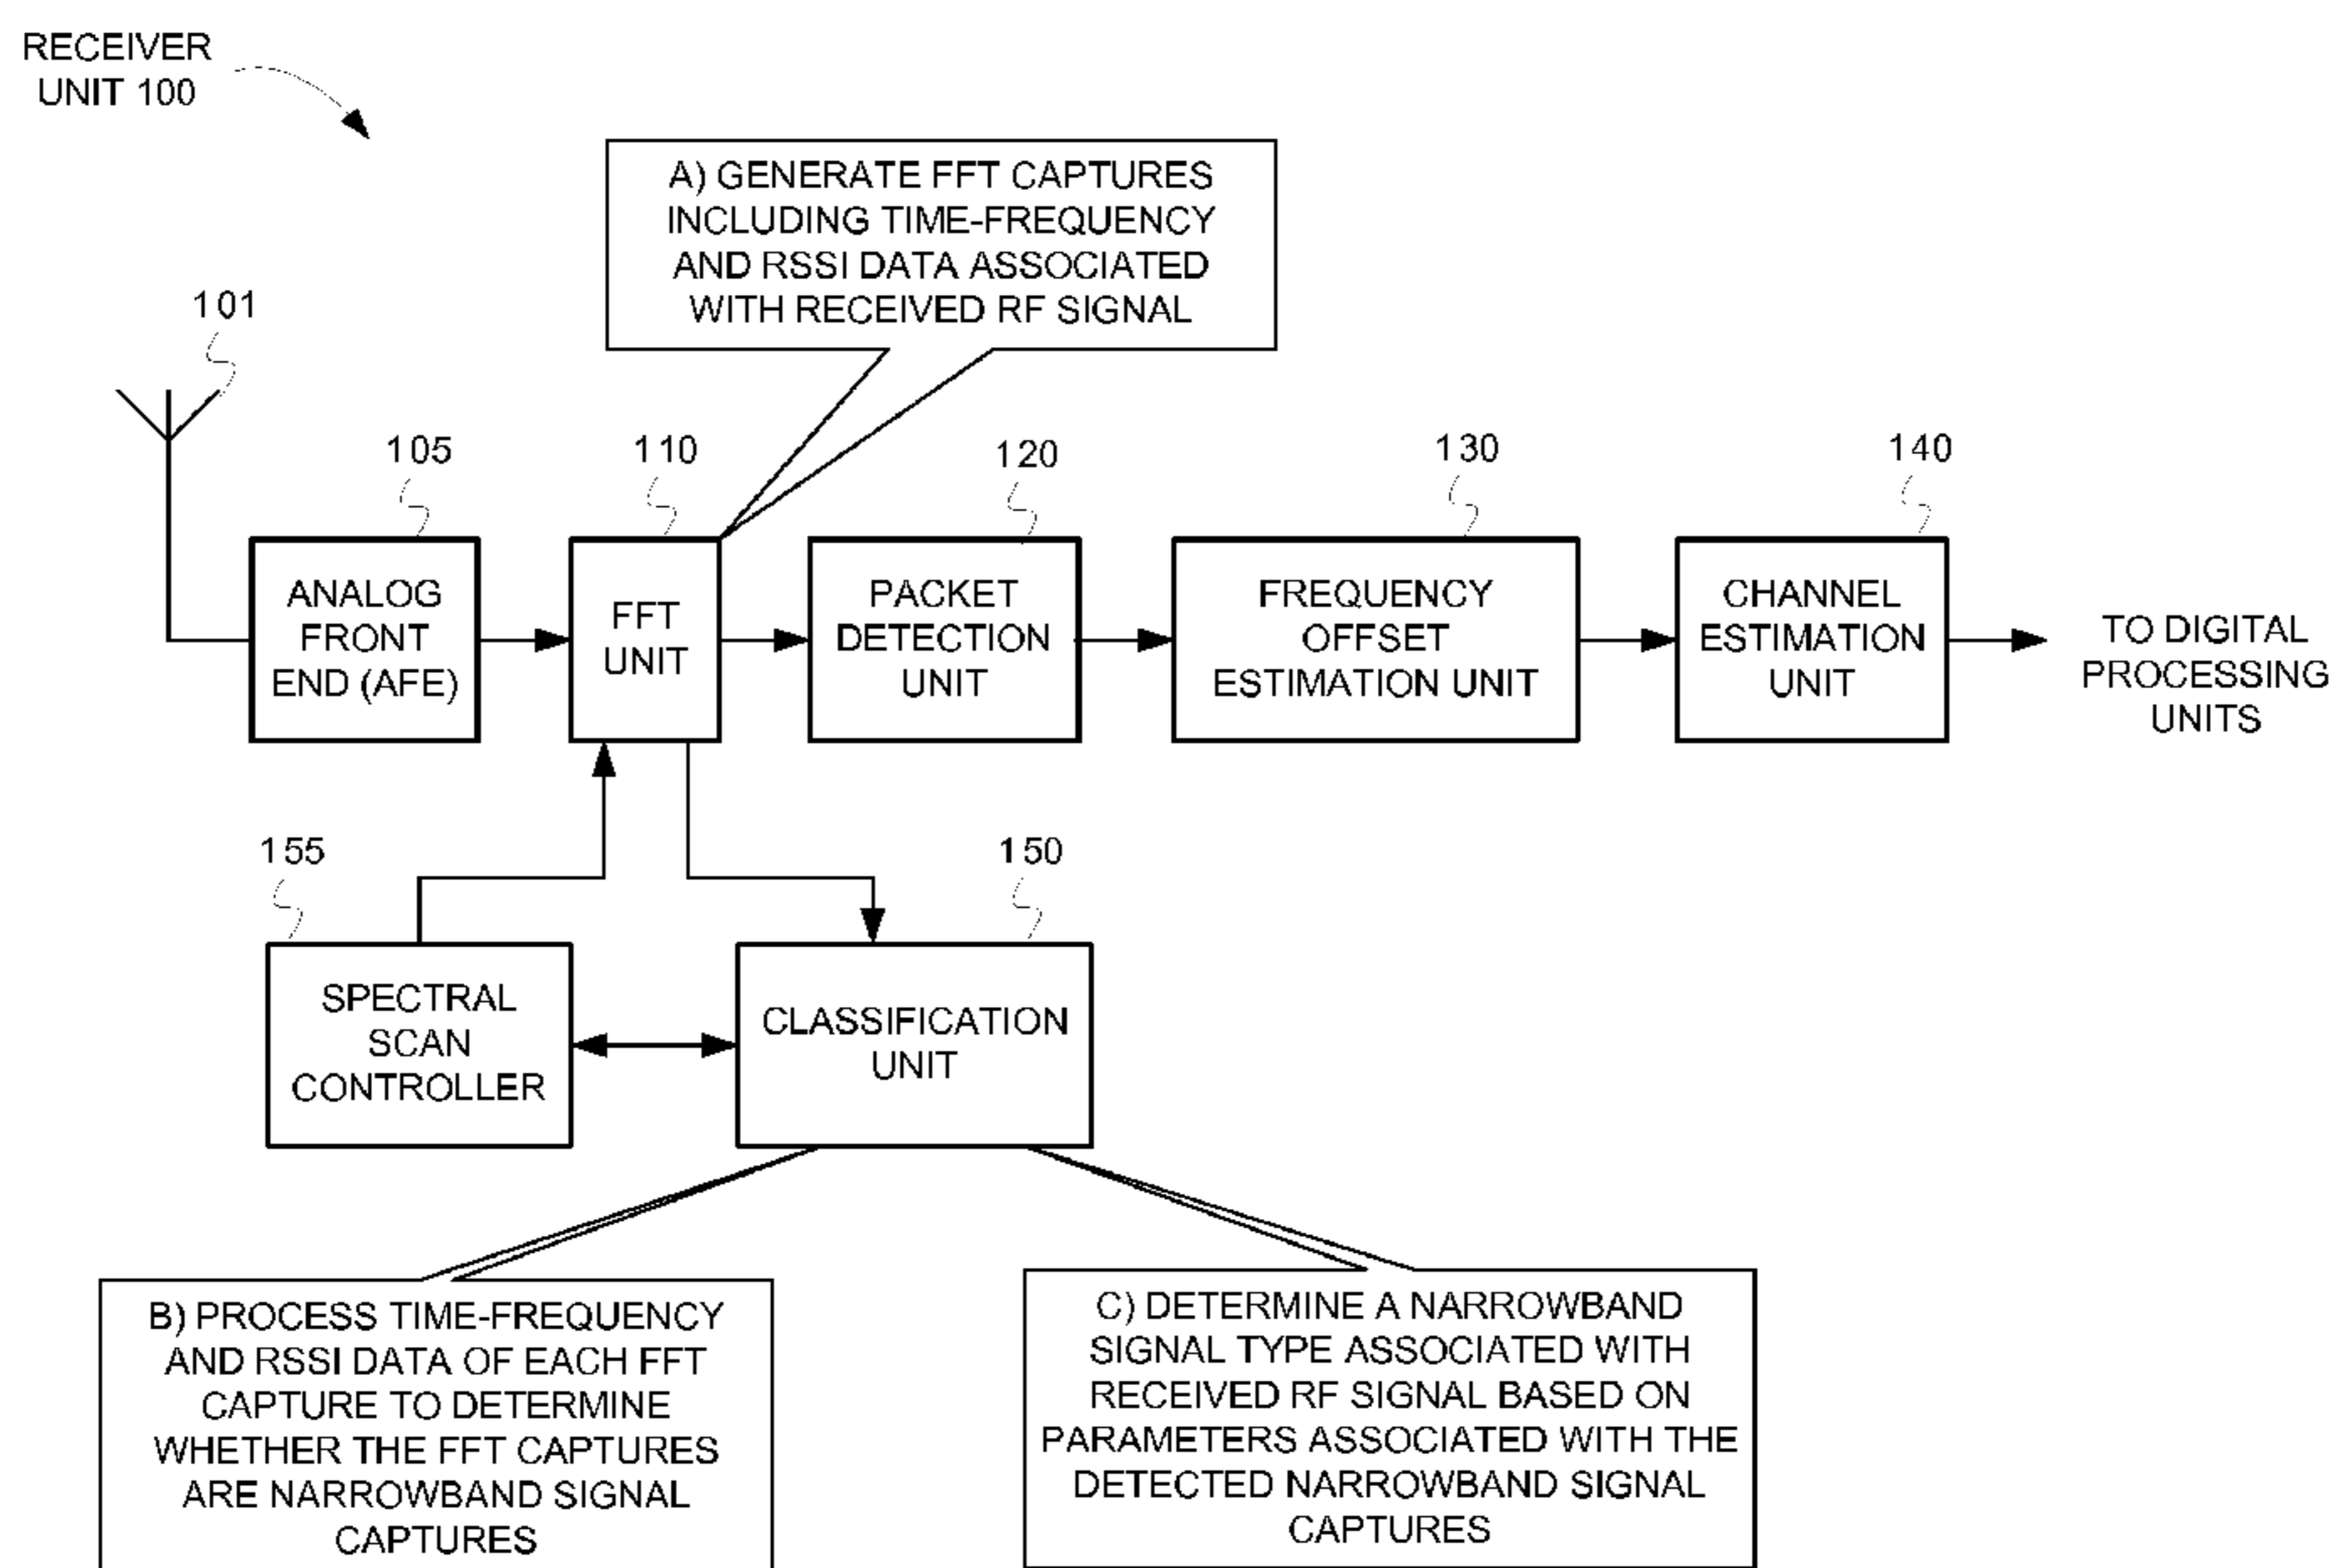 RECEIVER
UNIT 100
A) GENERATE FFT CAPTURES
INCLUDING TIME-FREQUENCY
AND RSSI DATA ASSOCIATED
WITH RECEIVED RF SIGNAL
101
105
110
120
130
140
ANALOG
FRONT
END (AFE)
FFT
UNIT
PACKET
DETECTION
UNIT
FREQUENCY
OFFSET
ESTIMATION UNIT
CHANNEL
ESTIMATION
UNIT
TO DIGITAL
PROCESSING
UNITS
155
150
SPECTRAL
SCAN
CONTROLLER
CLASSIFICATION
UNIT
B) PROCESS TIME-FREQUENCY
AND RSSI DATA OF EACH FFT
CAPTURE TO DETERMINE
WHETHER THE FFT CAPTURES
ARE NARROWBAND SIGNAL
CAPTURES
C) DETERMINE A NARROWBAND
SIGNAL TYPE ASSOCIATED WITH
RECEIVED RF SIGNAL BASED ON
PARAMETERS ASSOCIATED WITH THE
DETECTED NARROWBAND SIGNAL
CAPTURES